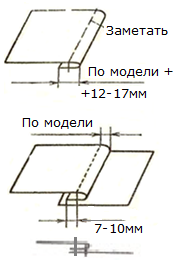 Заметать
По модели +
+12-17мм
По модели
7-10мм